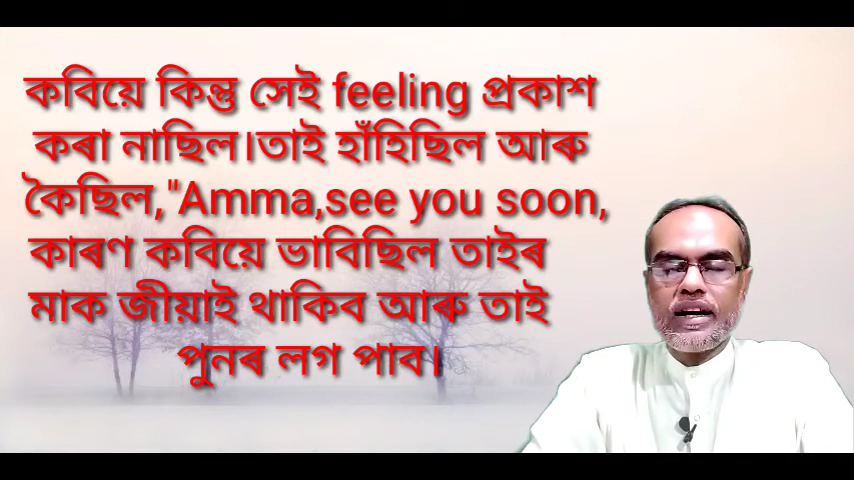 কবিয়ে কিন্তু সেই feeling প্ৰকাশ
কৰা নাছিল।তাই হাঁহিছিল আৰু
কৈছিল,"Amma,see you soon,
কাৰণ কবিয়ে ভাবিছিল তাইৰ
মাক জীয়াই থাকিব আৰু তাই
পুনৰ লগ পাব।